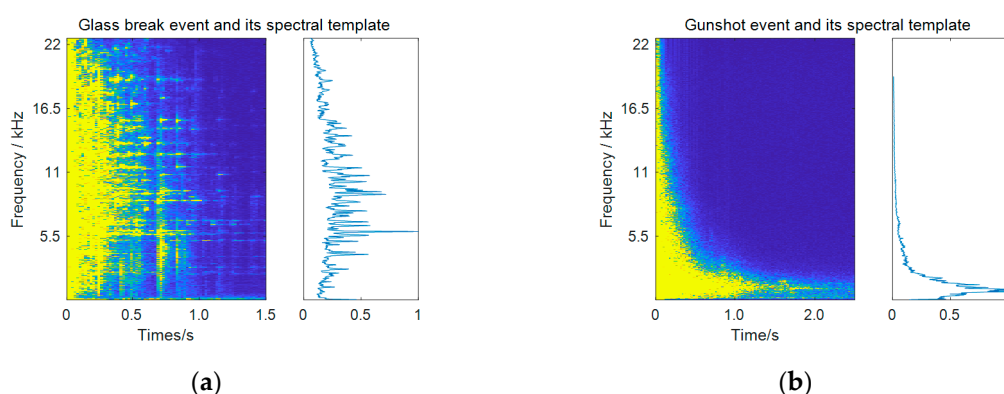 Glass break event and its spectral template
Frequency / kHz
22
16.5
11
5.5
0 0.5 1.0 1.5
Times/s
0 0.5 1
(a)
Gunshot event and its spectral template
Frequency / kHz
22
16.5
11
5.5
0 1.0 2.0
Time/s
0 0.5
(b)